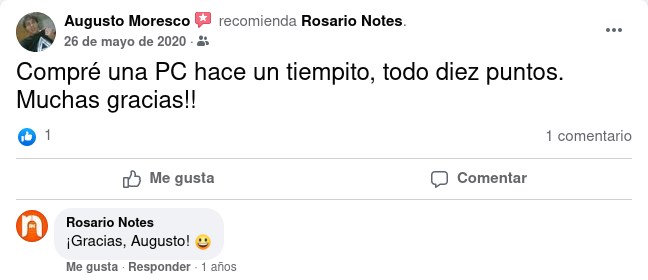 Augusto Moresco recomienda Rosario Notes.
26 de mayo de 2020 ·
Compré una PC hace un tiempito, todo diez puntos.
Muchas gracias!!
1
1 comentario
Me gusta
Comentar
Rosario Notes
¡Gracias, Augusto! 😃
Me gusta · Responder · 1 años